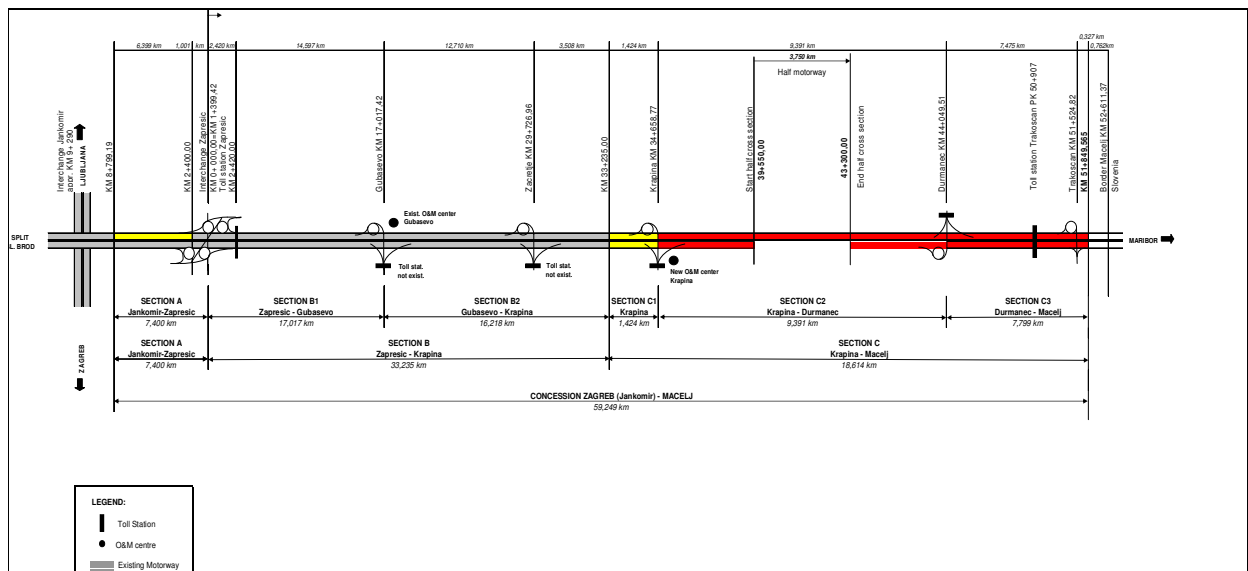 6,399 km
1,001 km
2,420 km
14,597 km
12,710 km
3,508 km
1,424 km
9,391 km
7,475 km
0,327 km
0,762km
3,750 km
Half motorway
Interchange Jankomir
appr. KM 9+ 290
LJUBLJANA
KM 8+799,19
KM 2+400,00
Interchange Zapresic
KM 0+000,00=KM 1+399,42
Toll station Zapresic
KM 2+420,00
Gubasevo KM 17+017,42
Zacretje KM 29+726,96
KM 33+235,00
Krapina KM 34+658,77
Start half cross section
39+550,00
43+300,00
End half cross section
Durmanec KM 44+049,51
Toll station Trakoscan PK 50+907
Trakoscan KM 51+524,82
KM 51+849,565
Border Macelj KM 52+611,37
Slovenia
SPLIT
L. BROD
Exist. O&M center
Gubasevo
MARIBOR
Toll stat.
not exist.
Toll stat.
not exist.
New O&M center
Krapina
ZAGREB
SECTION A
Jankomir-Zapresic
7,400 km
SECTION B1
Zapresic - Gubasevo
17,017 km
SECTION B2
Gubasevo - Krapina
16,218 km
SECTION C1
Krapina
1,424 km
SECTION C2
Krapina - Durmanec
9,391 km
SECTION C3
Durmanec - Macelj
7,799 km
SECTION A
Jankomir-Zapresic
7,400 km
SECTION B
Zapresic - Krapina
33,235 km
SECTION C
Krapina - Macelj
18,614 km
CONCESSION ZAGREB (Jankomir) - MACELJ
59,249 km
LEGEND:
Toll Station
O&M centre
Existing Motorway